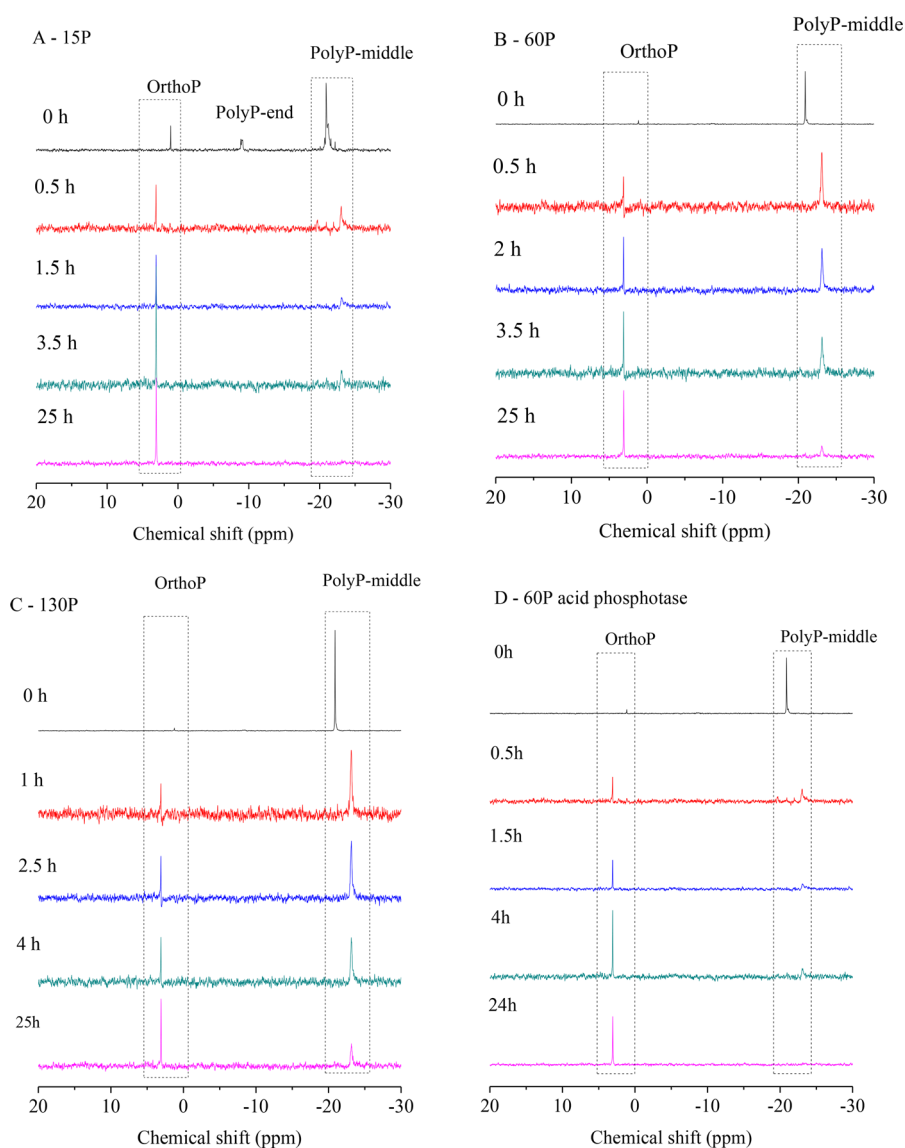 A - 15P
OrthoP
PolyP-end
PolyP-middle
0 h
0.5 h
1.5 h
3.5 h
25 h
20 10 0 -10 -20 -30
Chemical shift (ppm)
B - 60P
OrthoP
PolyP-middle
0 h
0.5 h
2 h
3.5 h
25 h
20 10 0 -10 -20 -30
Chemical shift (ppm)
C - 130P
OrthoP
PolyP-middle
0 h
1 h
2.5 h
4 h
25h
20 10 0 -10 -20 -30
Chemical shift (ppm)
D - 60P acid phosphotase
OrthoP
PolyP-middle
0h
0.5h
1.5h
4h
24h
20 10 0 -10 -20 -30
Chemical shift (ppm)